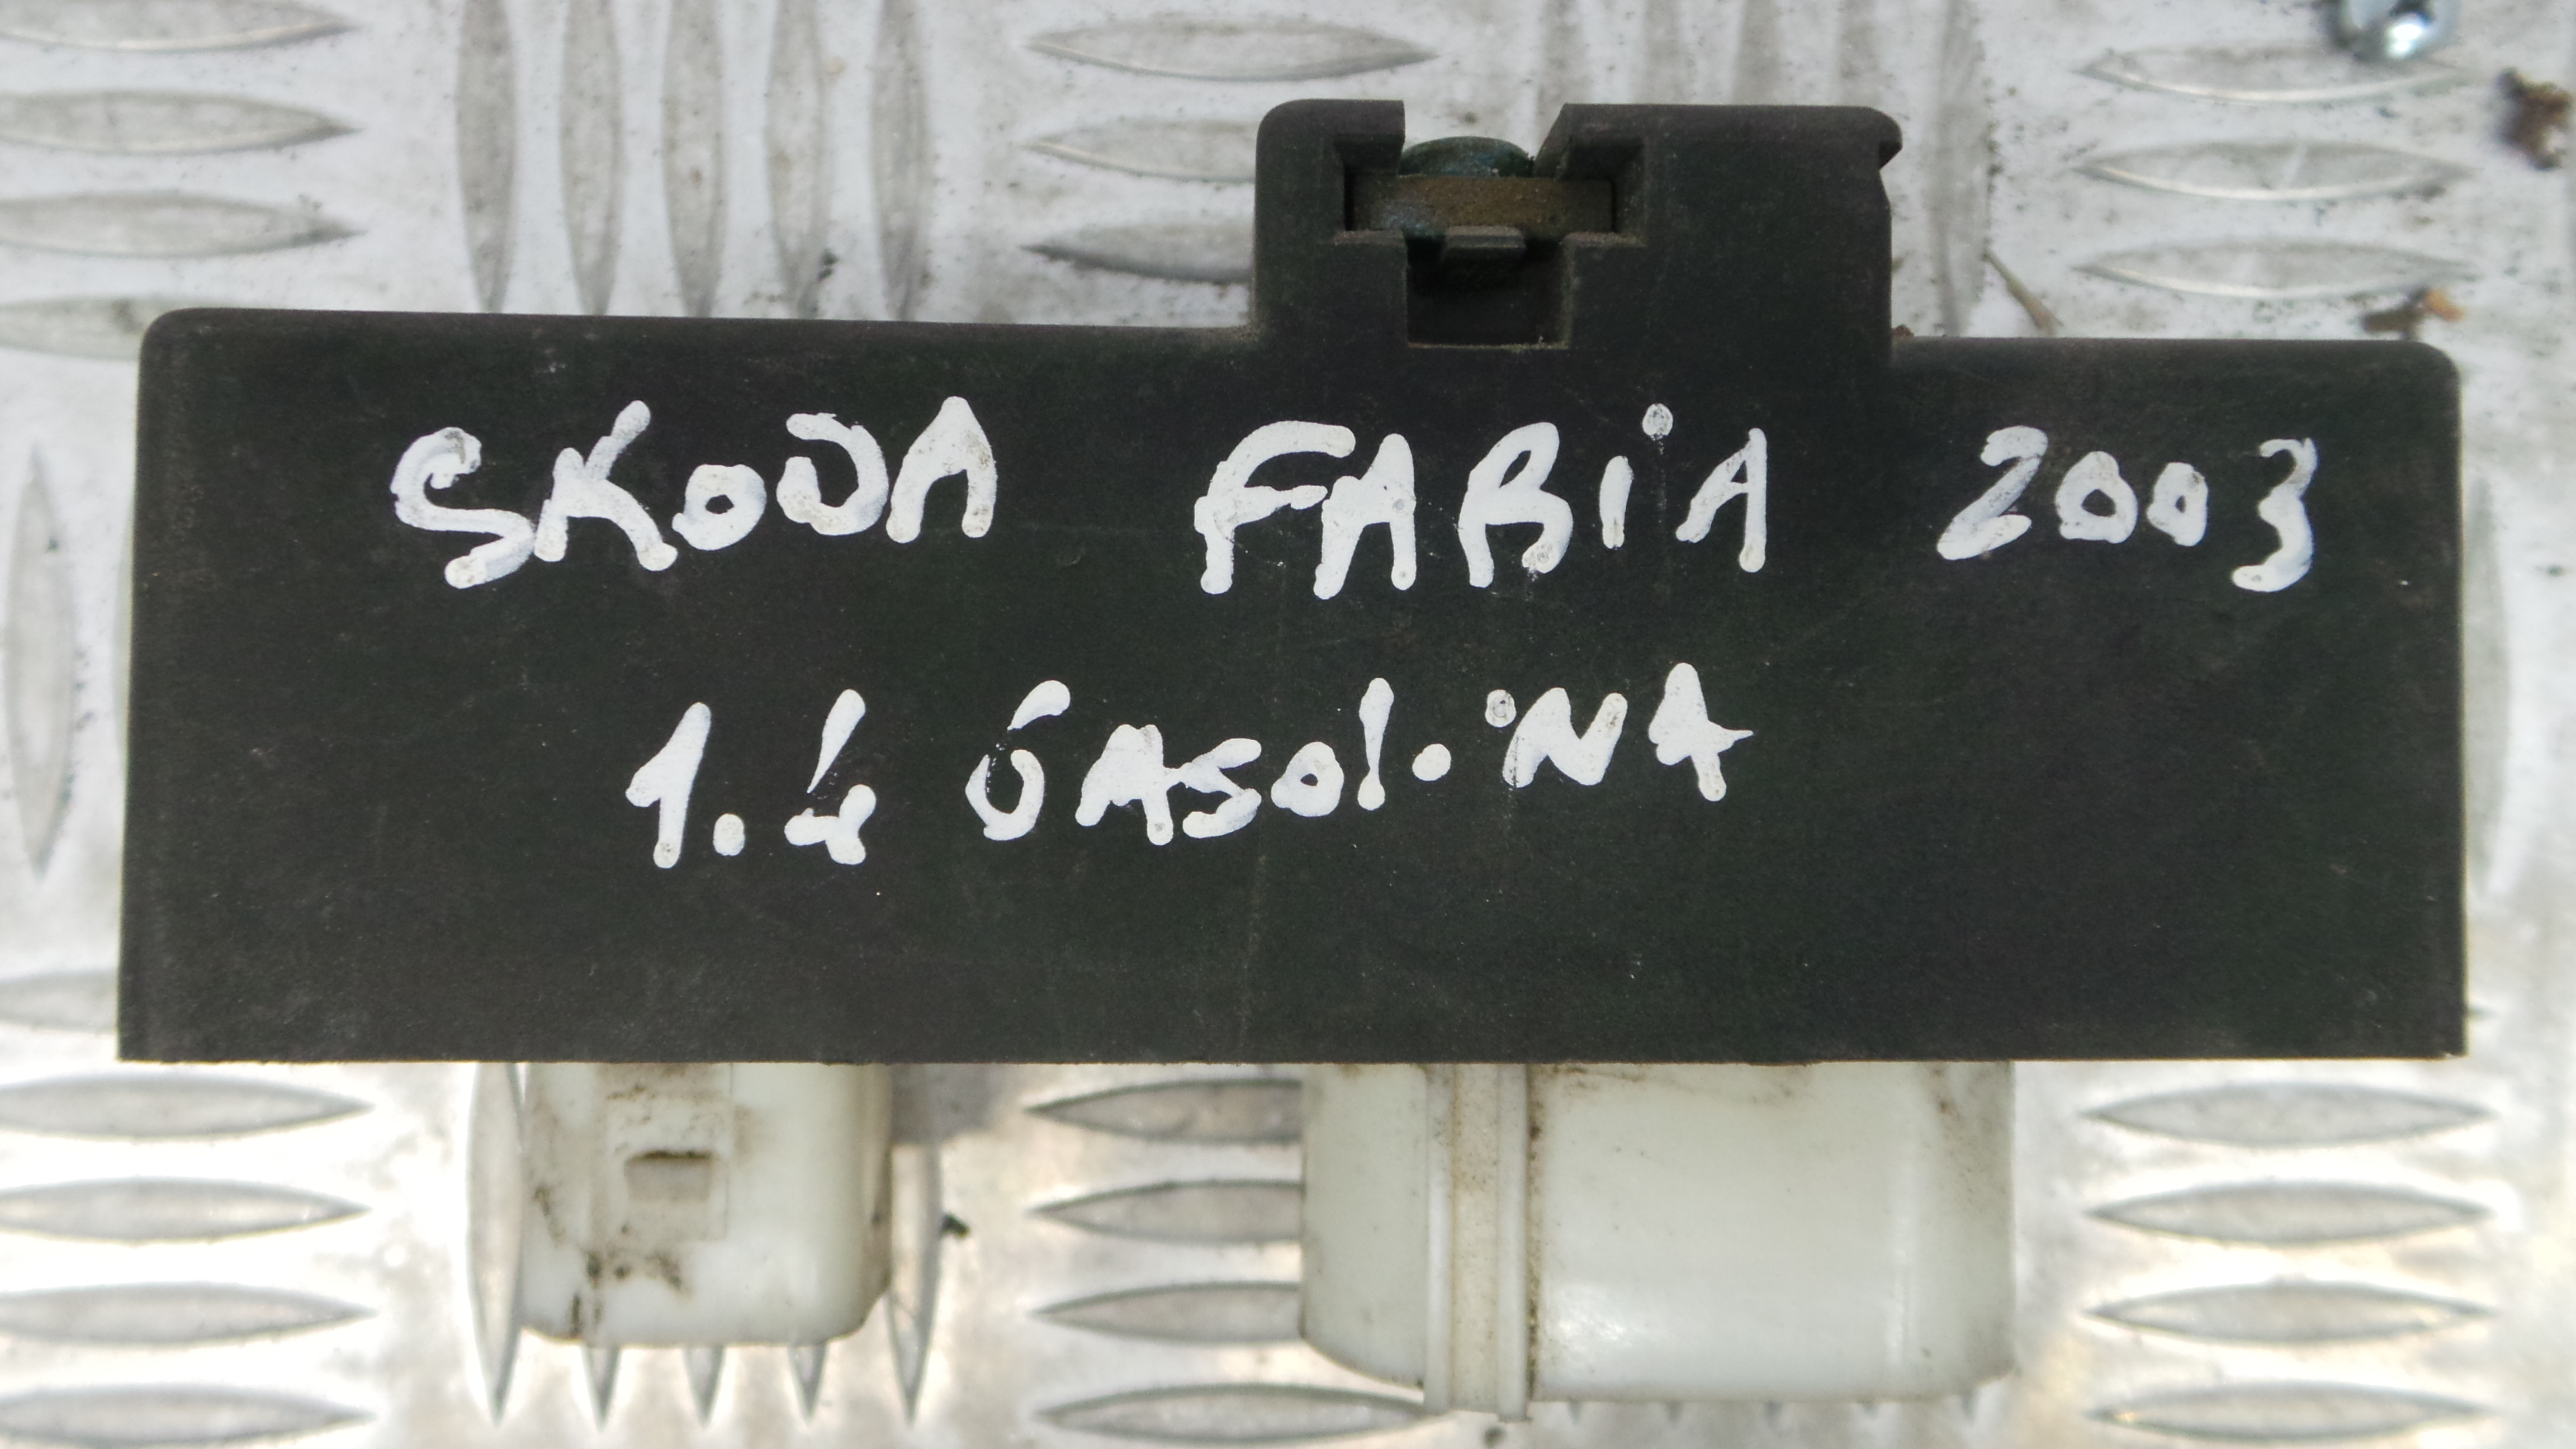 SKODA FABIA 2003
1.4 GASOLINA